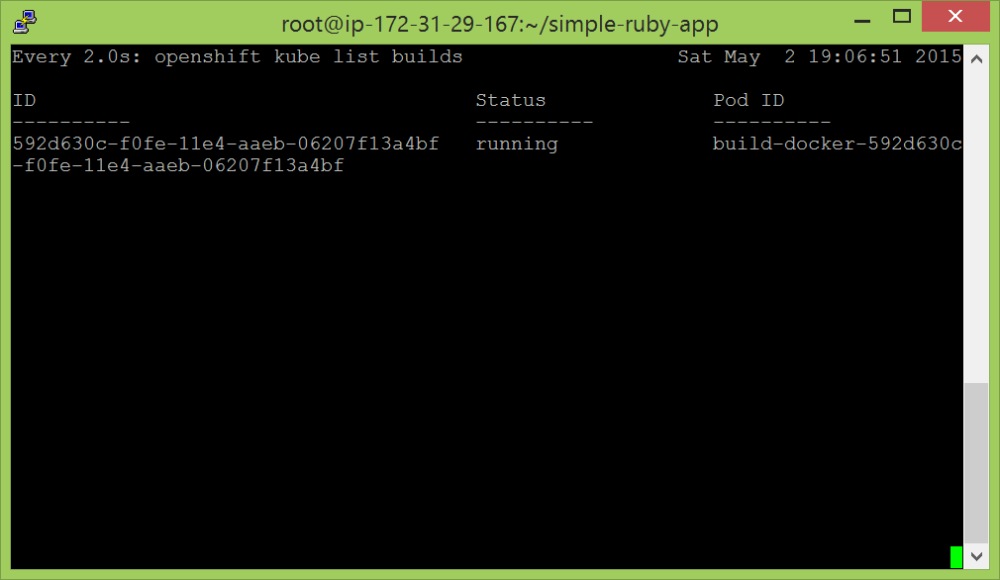 root@ip-172-31-29-167:~/simple-ruby-app
Every 2.0s: openshift kube list builds Sat May  2 19:06:51 2015
ID Status Pod ID
---------- ---------- ----------
592d630c-f0fe-11e4-aaeb-06207f13a4bf running build-docker-592d630c
-f0fe-11e4-aaeb-06207f13a4bf